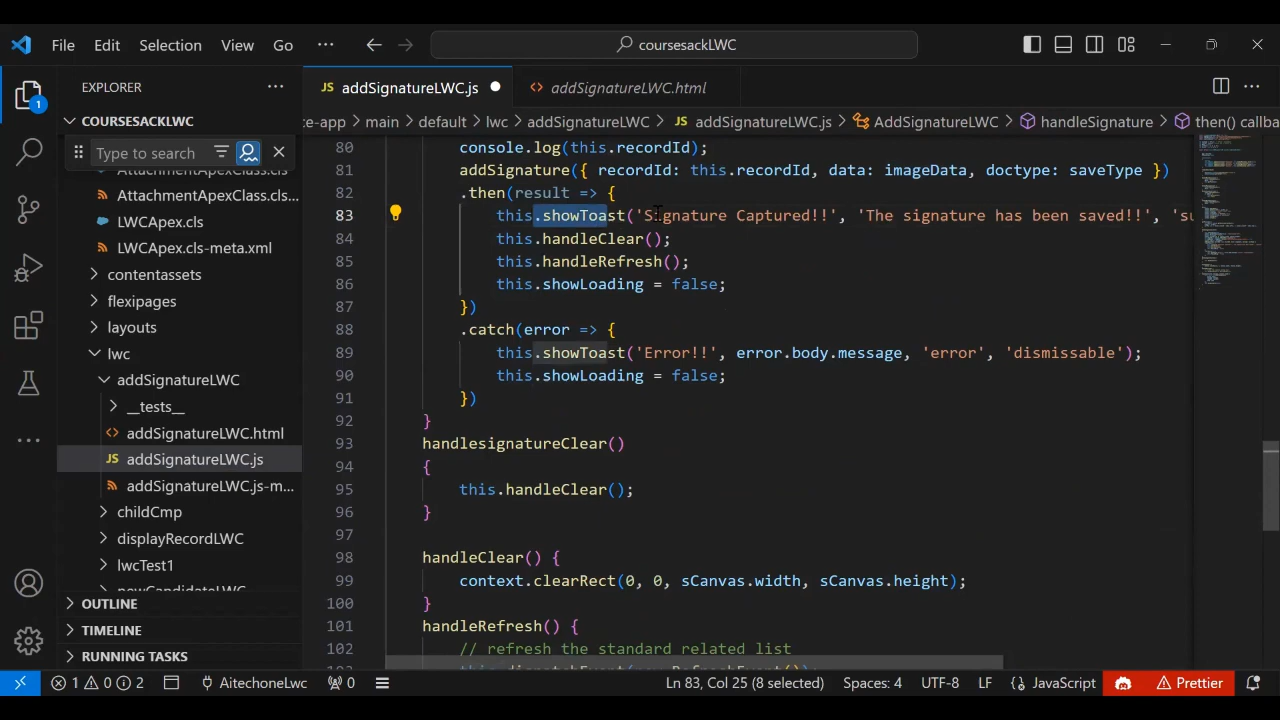 File Edit Selection View Go ··· coursesackLWC
EXPLORER ···
JS addSignatureLWC.js
<> addSignatureLWC.html
COURSESACKLWC
Type to search
AttachmentApexClass.cls...
LWCApex.cls
LWCApex.cls-meta.xml
contentassets
flexipages
layouts
lwc
addSignatureLWC
__tests__
<> addSignatureLWC.html
JS addSignatureLWC.js
addSignatureLWC.js-m...
childCmp
displayRecordLWC
lwcTest1
OUTLINE
TIMELINE
RUNNING TASKS
1
ce-app > main > default > lwc > addSignatureLWC > JS addSignatureLWC.js > AddSignatureLWC > handleSignature > then() callba
80 console.log(this.recordId);
81 addSignature({ recordId: this.recordId, data: imageData, doctype: saveType })
82 .then(result => {
83 this.showToast('Signature Captured!!', 'The signature has been saved!!', 'su
84 this.handleClear();
85 this.handleRefresh();
86 this.showLoading = false;
87 })
88 .catch(error => {
89 this.showToast('Error!!', error.body.message, 'error', 'dismissable');
90 this.showLoading = false;
91 })
92 }
93 handlesignatureClear()
94 {
95 this.handleClear();
96 }
97
98 handleClear() {
99 context.clearRect(0, 0, sCanvas.width, sCanvas.height);
100 }
101 handleRefresh() {
102 // refresh the standard related list
1 0 2 AitechoneLwc 0 Ln 83, Col 25 (8 selected) Spaces: 4 UTF-8 LF {} JavaScript Prettier